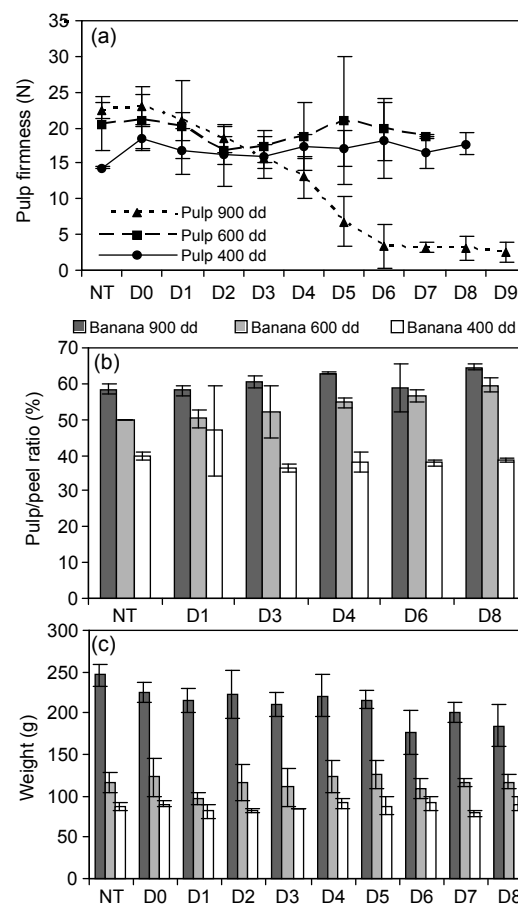 (a)
Pulp firmness (N)
35
30
25
20
15
10
5
0
Pulp 900 dd
Pulp 600 dd
Pulp 400 dd
NT D0 D1 D2 D3 D4 D5 D6 D7 D8 D9
Banana 900 dd Banana 600 dd Banana 400 dd
(b)
Pulp/peel ratio (%)
70
60
50
40
30
20
10
0
NT D1 D3 D4 D6 D8
(c)
Weight (g)
300
250
200
150
100
50
0
NT D0 D1 D2 D3 D4 D5 D6 D7 D8